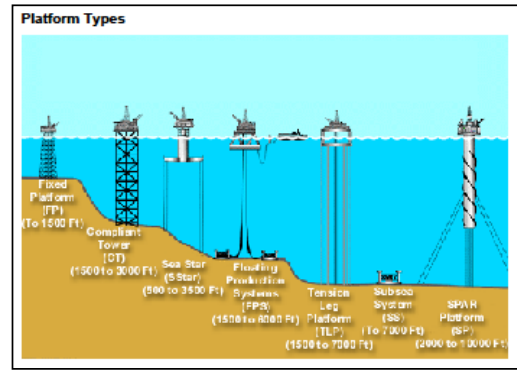 Platform Types
Fixed
Platform
(FP)
(To 1500 Ft)
Compliant
Tower
(CT)
(1500 to 3000 Ft)
Sea Star
(SStar)
(500 to 3500 Ft)
Floating
Production
Systems
(FPS)
(1500 to 6000 Ft)
Tension
Leg
Platform
(TLP)
(1500 to 7000 Ft)
Subsea
System
(SS)
(To 7000 Ft)
SPAR
Platform
(SP)
(2000 to 10000 Ft)